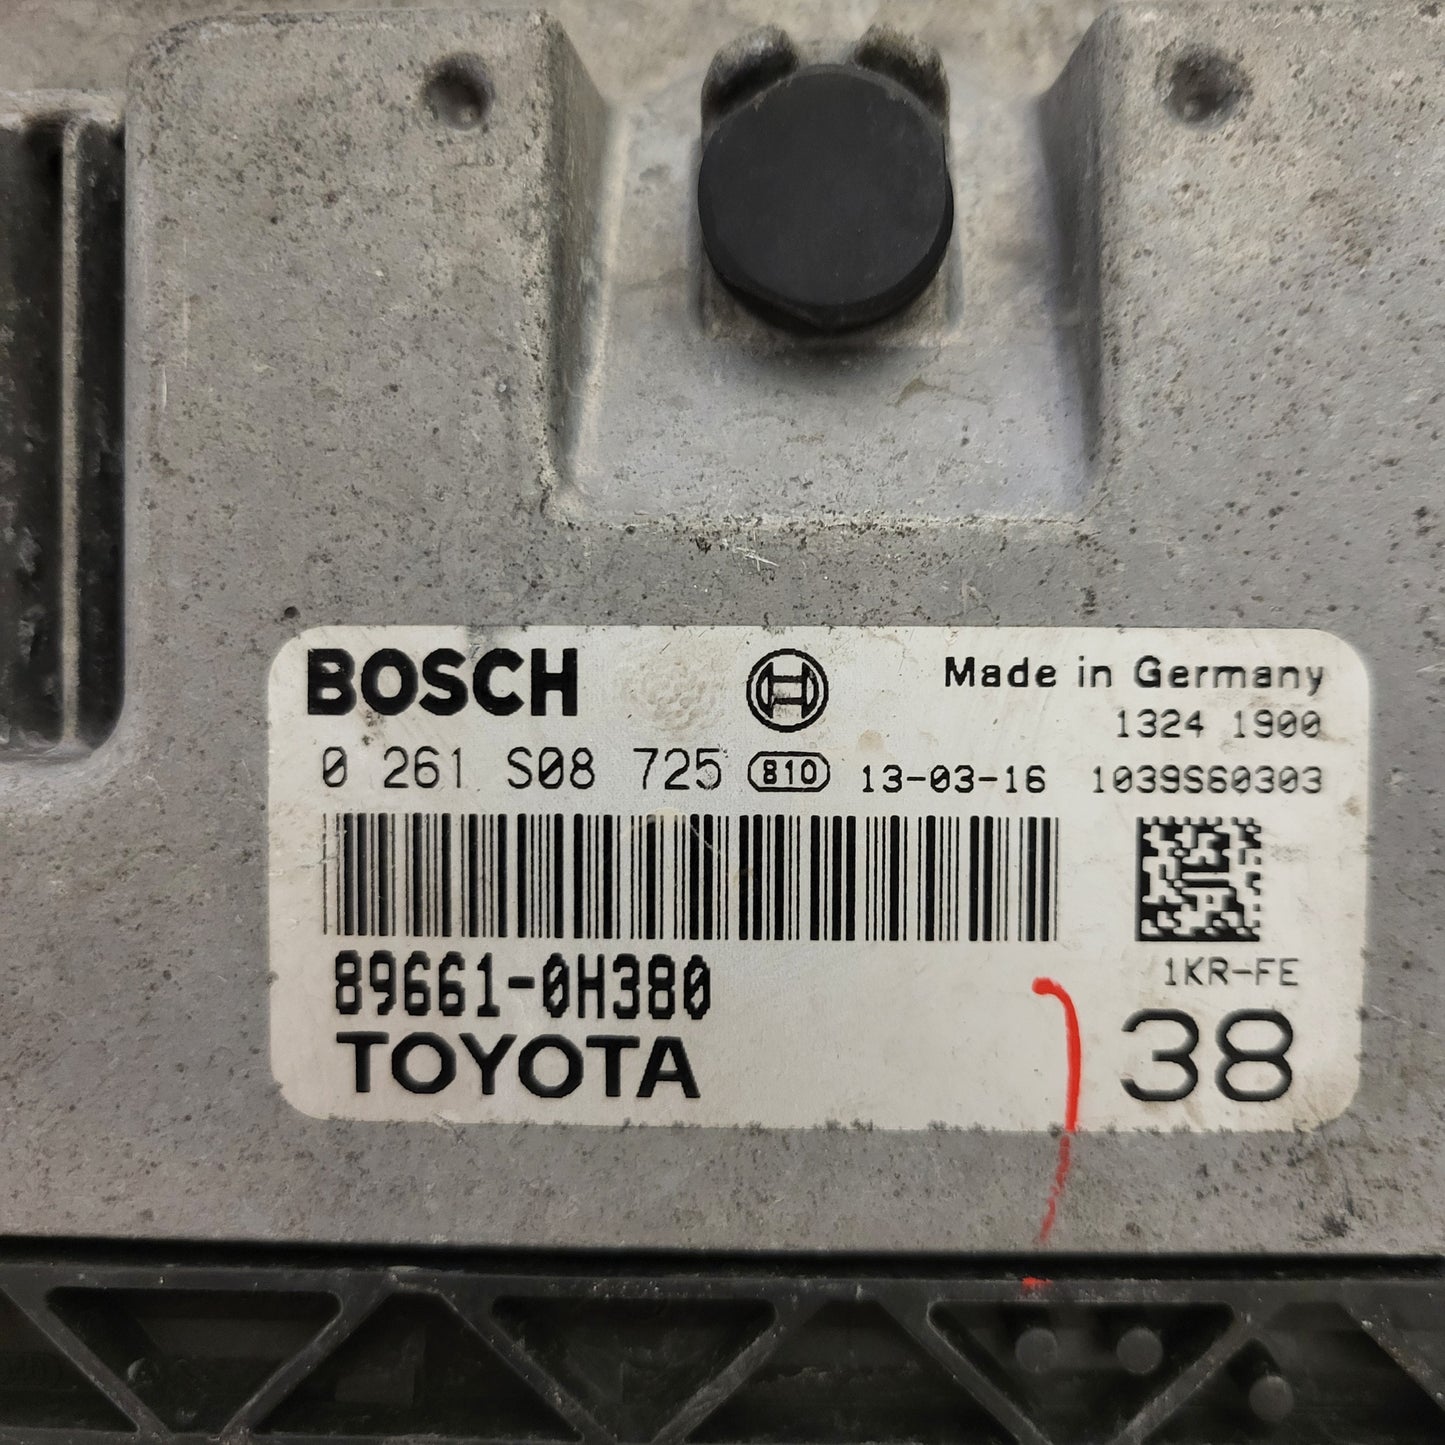 BOSCH
Made in Germany
1324 1900
0 261 S08 725 810 13-03-16 1039S60303
89661-0H380
1KR-FE
TOYOTA
38